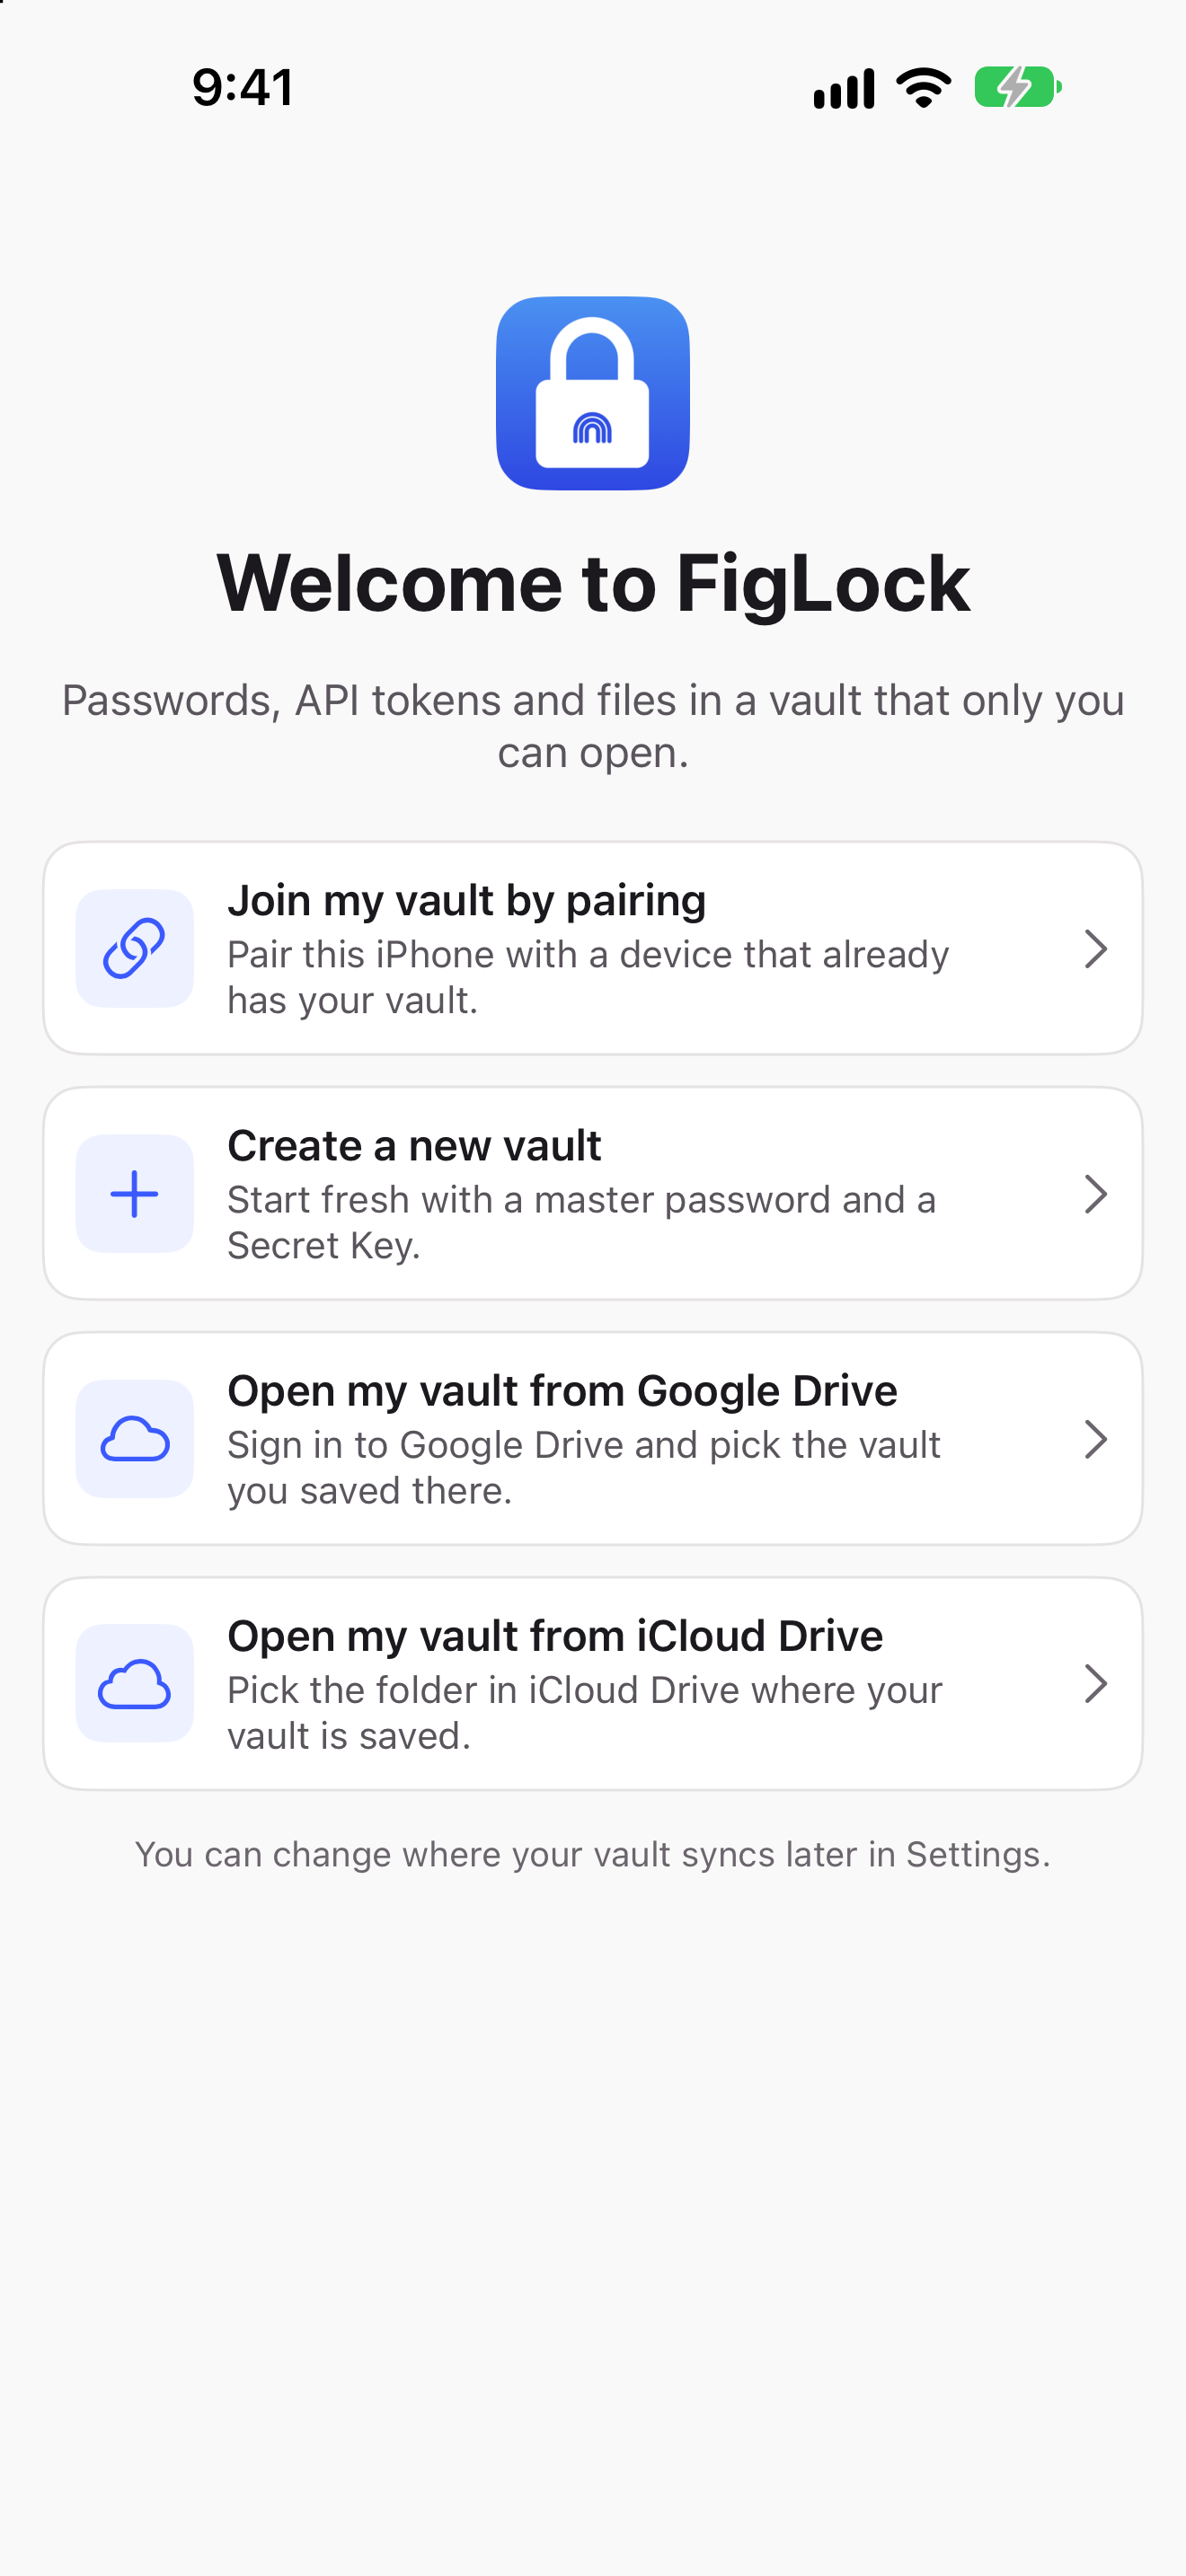 9:41
Welcome to FigLock
Passwords, API tokens and files in a vault that only you
can open.
Join my vault by pairing
Pair this iPhone with a device that already
has your vault.
Create a new vault
Start fresh with a master password and a
Secret Key.
Open my vault from Google Drive
Sign in to Google Drive and pick the vault
you saved there.
Open my vault from iCloud Drive
Pick the folder in iCloud Drive where your
vault is saved.
You can change where your vault syncs later in Settings.